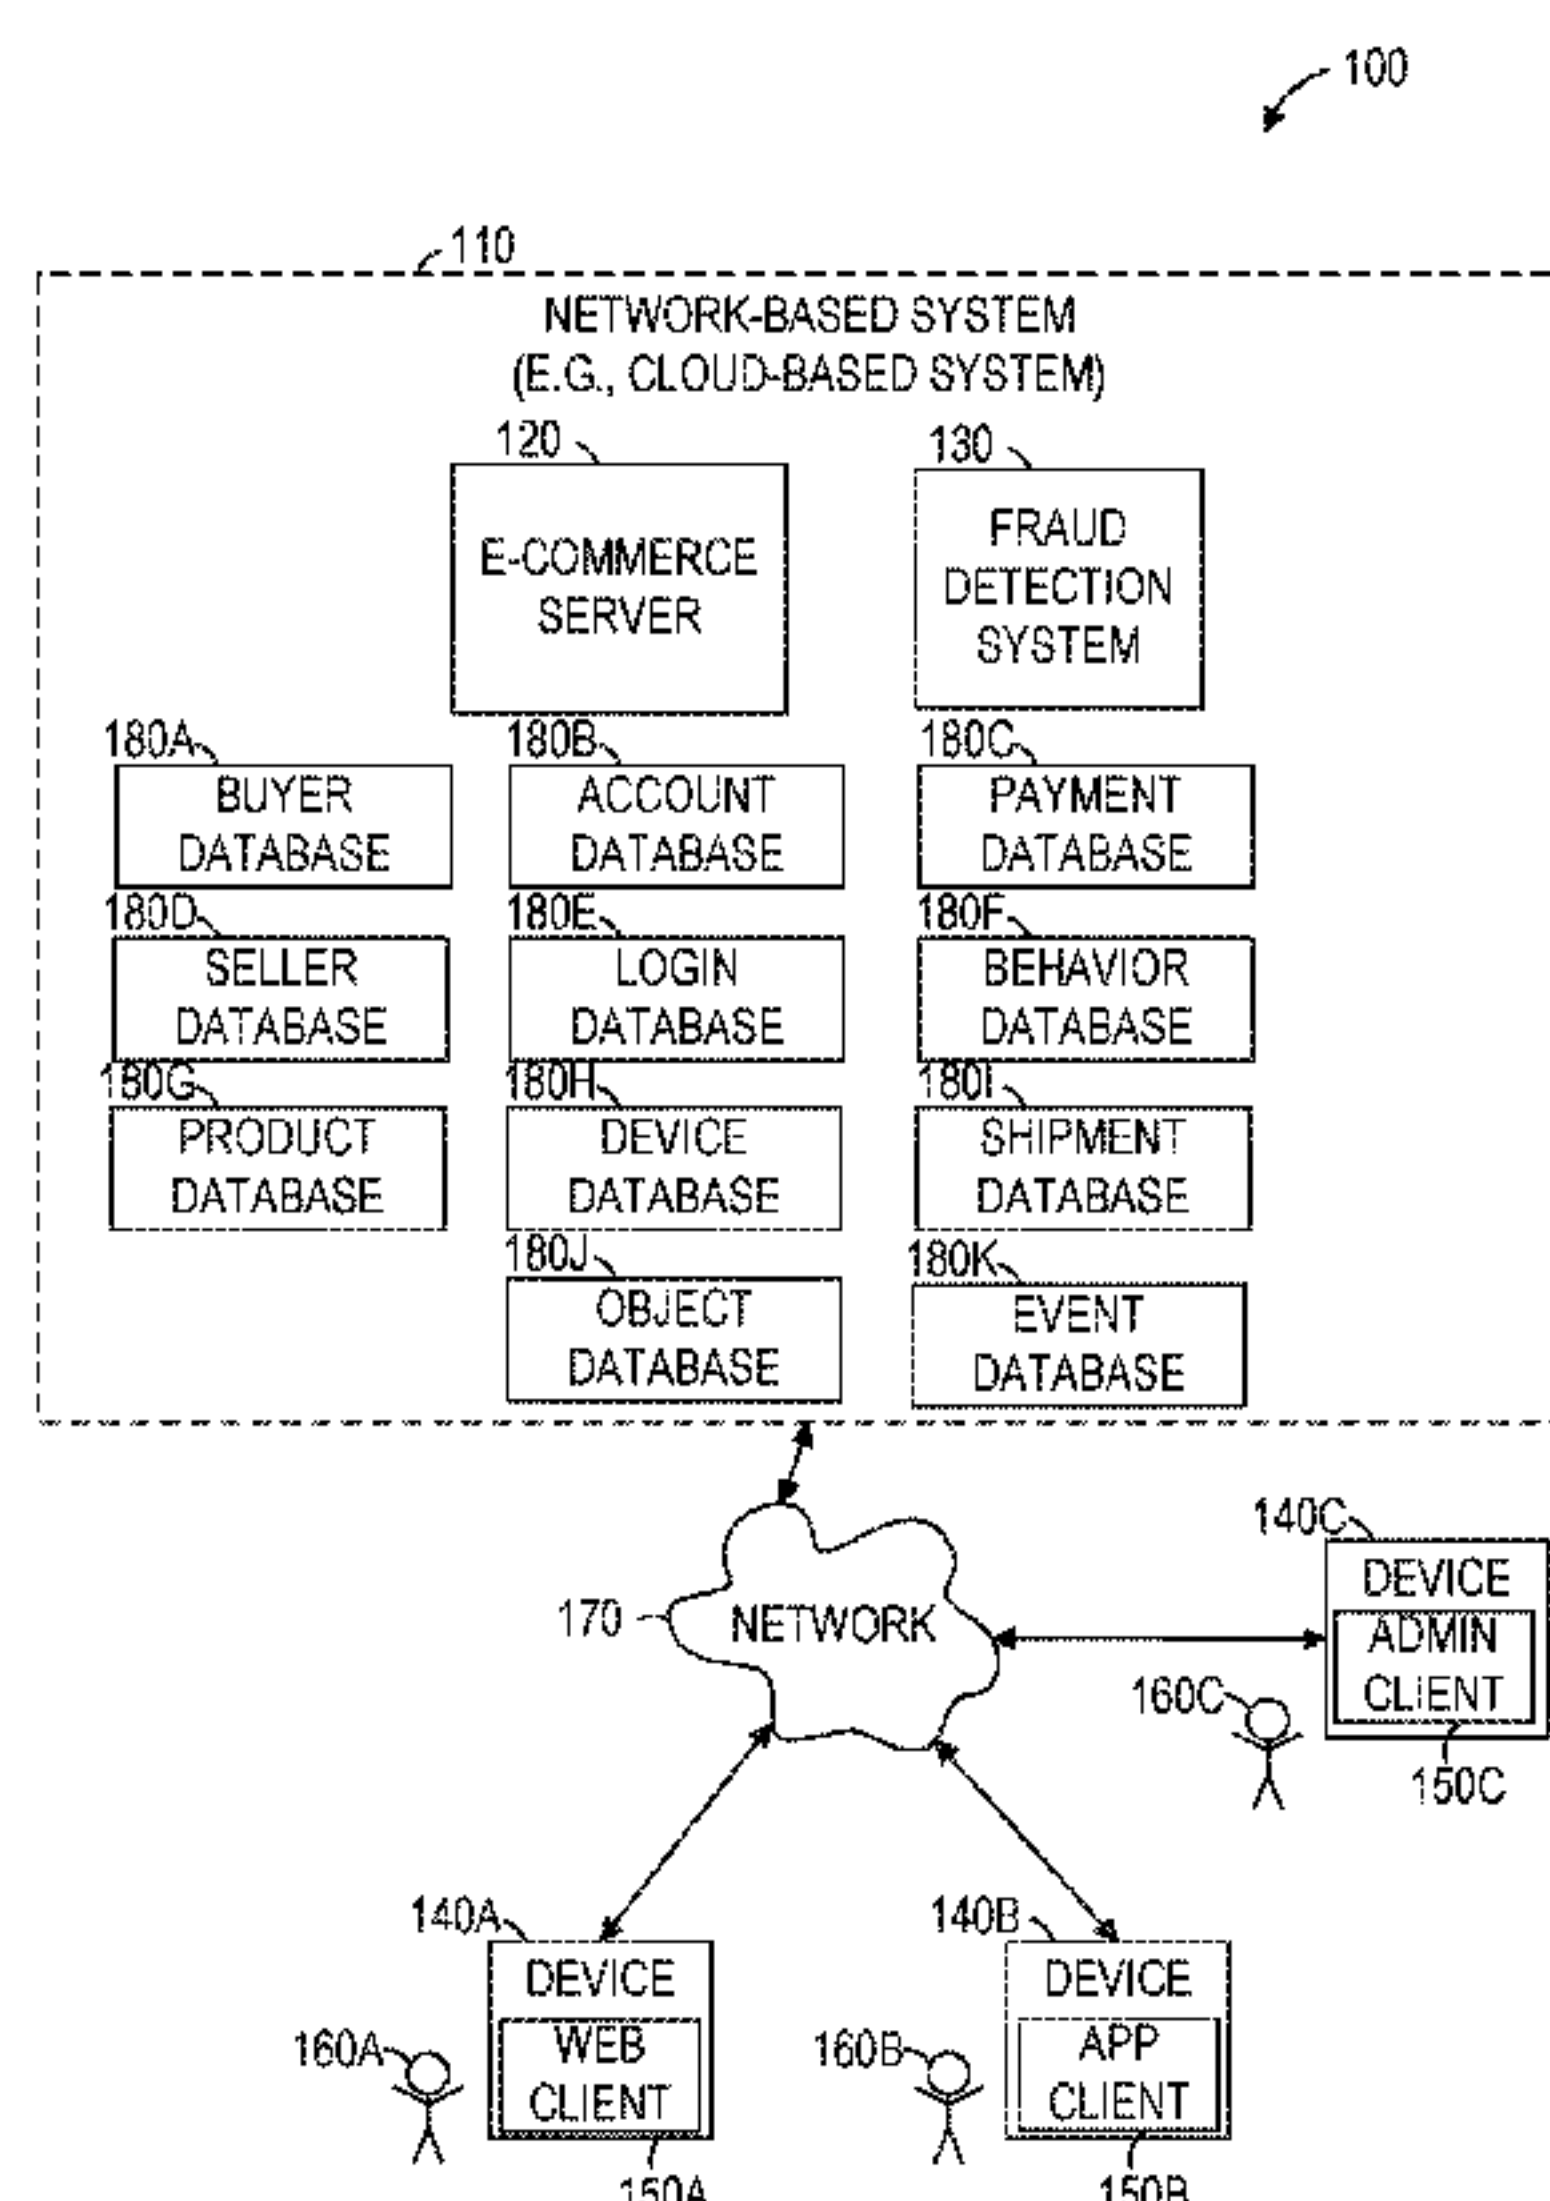 100
110
NETWORK-BASED SYSTEM
(E.G., CLOUD-BASED SYSTEM)
120
130
E-COMMERCE
SERVER
FRAUD
DETECTION
SYSTEM
180A
180B
180C
BUYER
DATABASE
ACCOUNT
DATABASE
PAYMENT
DATABASE
180D
180E
180F
SELLER
DATABASE
LOGIN
DATABASE
BEHAVIOR
DATABASE
180G
180H
180I
PRODUCT
DATABASE
DEVICE
DATABASE
SHIPMENT
DATABASE
180J
180K
OBJECT
DATABASE
EVENT
DATABASE
140C
DEVICE
ADMIN
CLIENT
170
NETWORK
160C
150C
140A
140B
DEVICE
WEB
CLIENT
DEVICE
APP
CLIENT
160A
160B
150A
150B